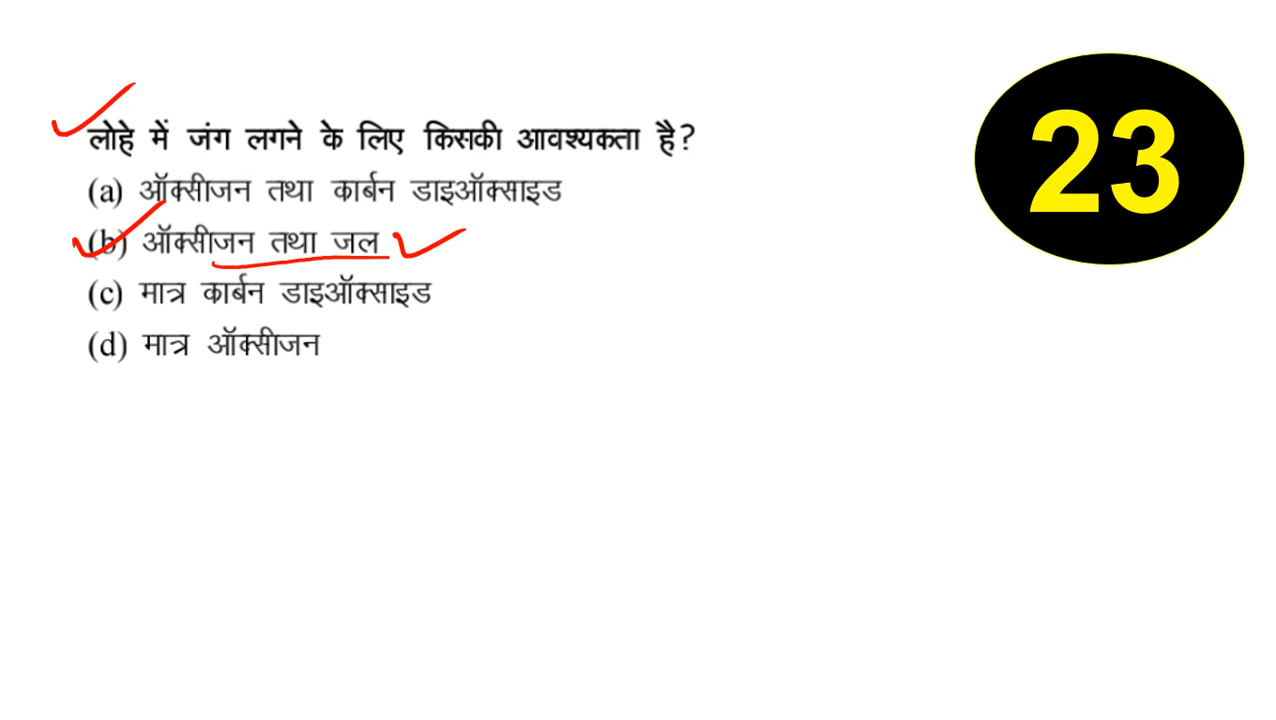 लोहे में जंग लगने के लिए किसकी आवश्यकता है?
(a) ऑक्सीजन तथा कार्बन डाइऑक्साइड
(b) ऑक्सीजन तथा जल
(c) मात्र कार्बन डाइऑक्साइड
(d) मात्र ऑक्सीजन
23